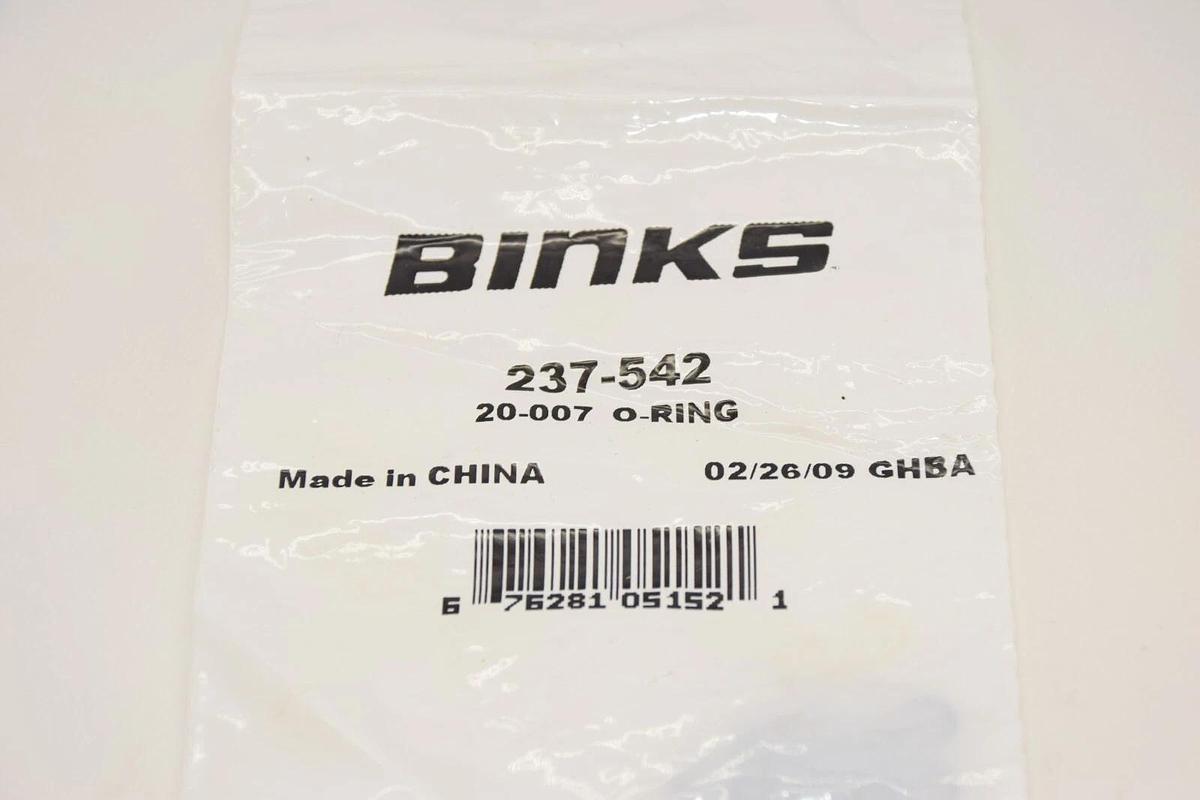 BINKS
237-542
20-007 O-RING
Made in CHINA 02/26/09 GHBA
6 76281 05152 1